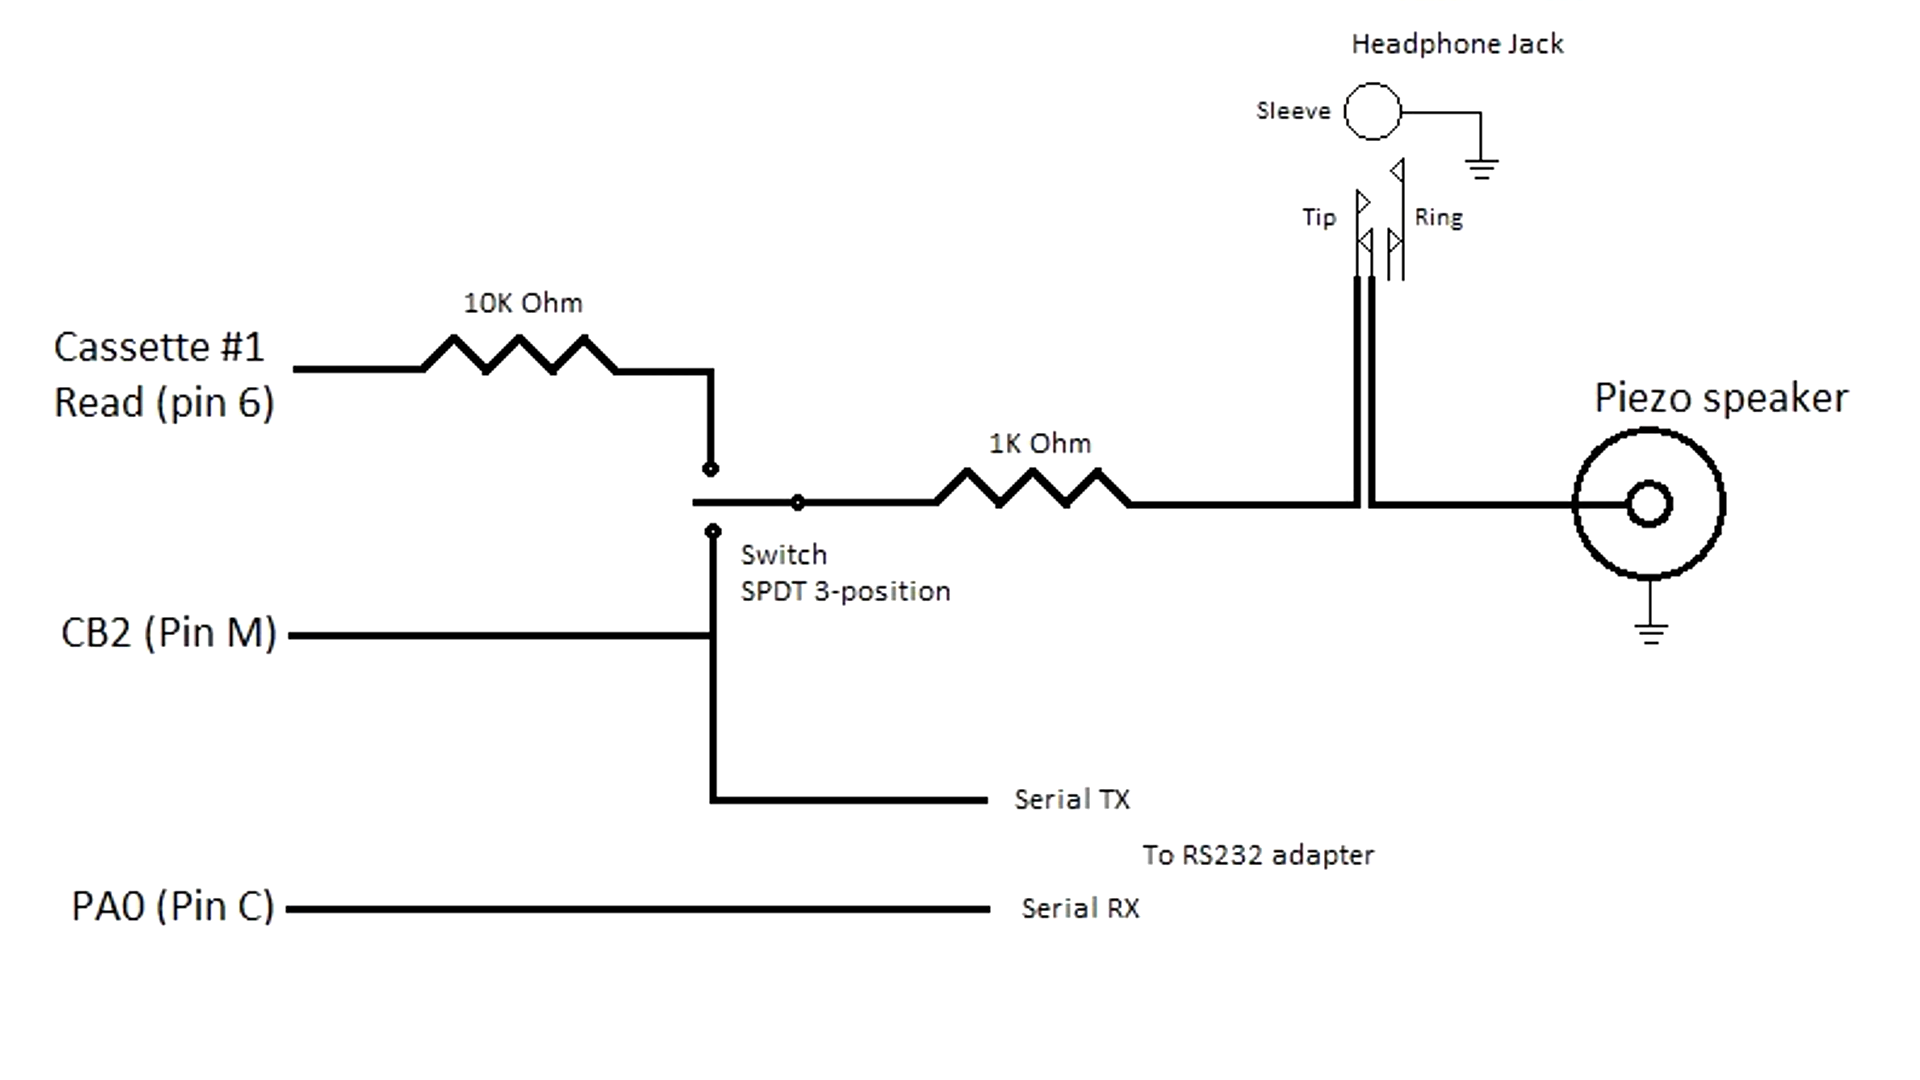 Headphone Jack
Sleeve
Tip
Ring
10K Ohm
Cassette #1
Read (pin 6)
1K Ohm
Piezo speaker
Switch
SPDT 3-position
CB2 (Pin M)
Serial TX
To RS232 adapter
PA0 (Pin C)
Serial RX